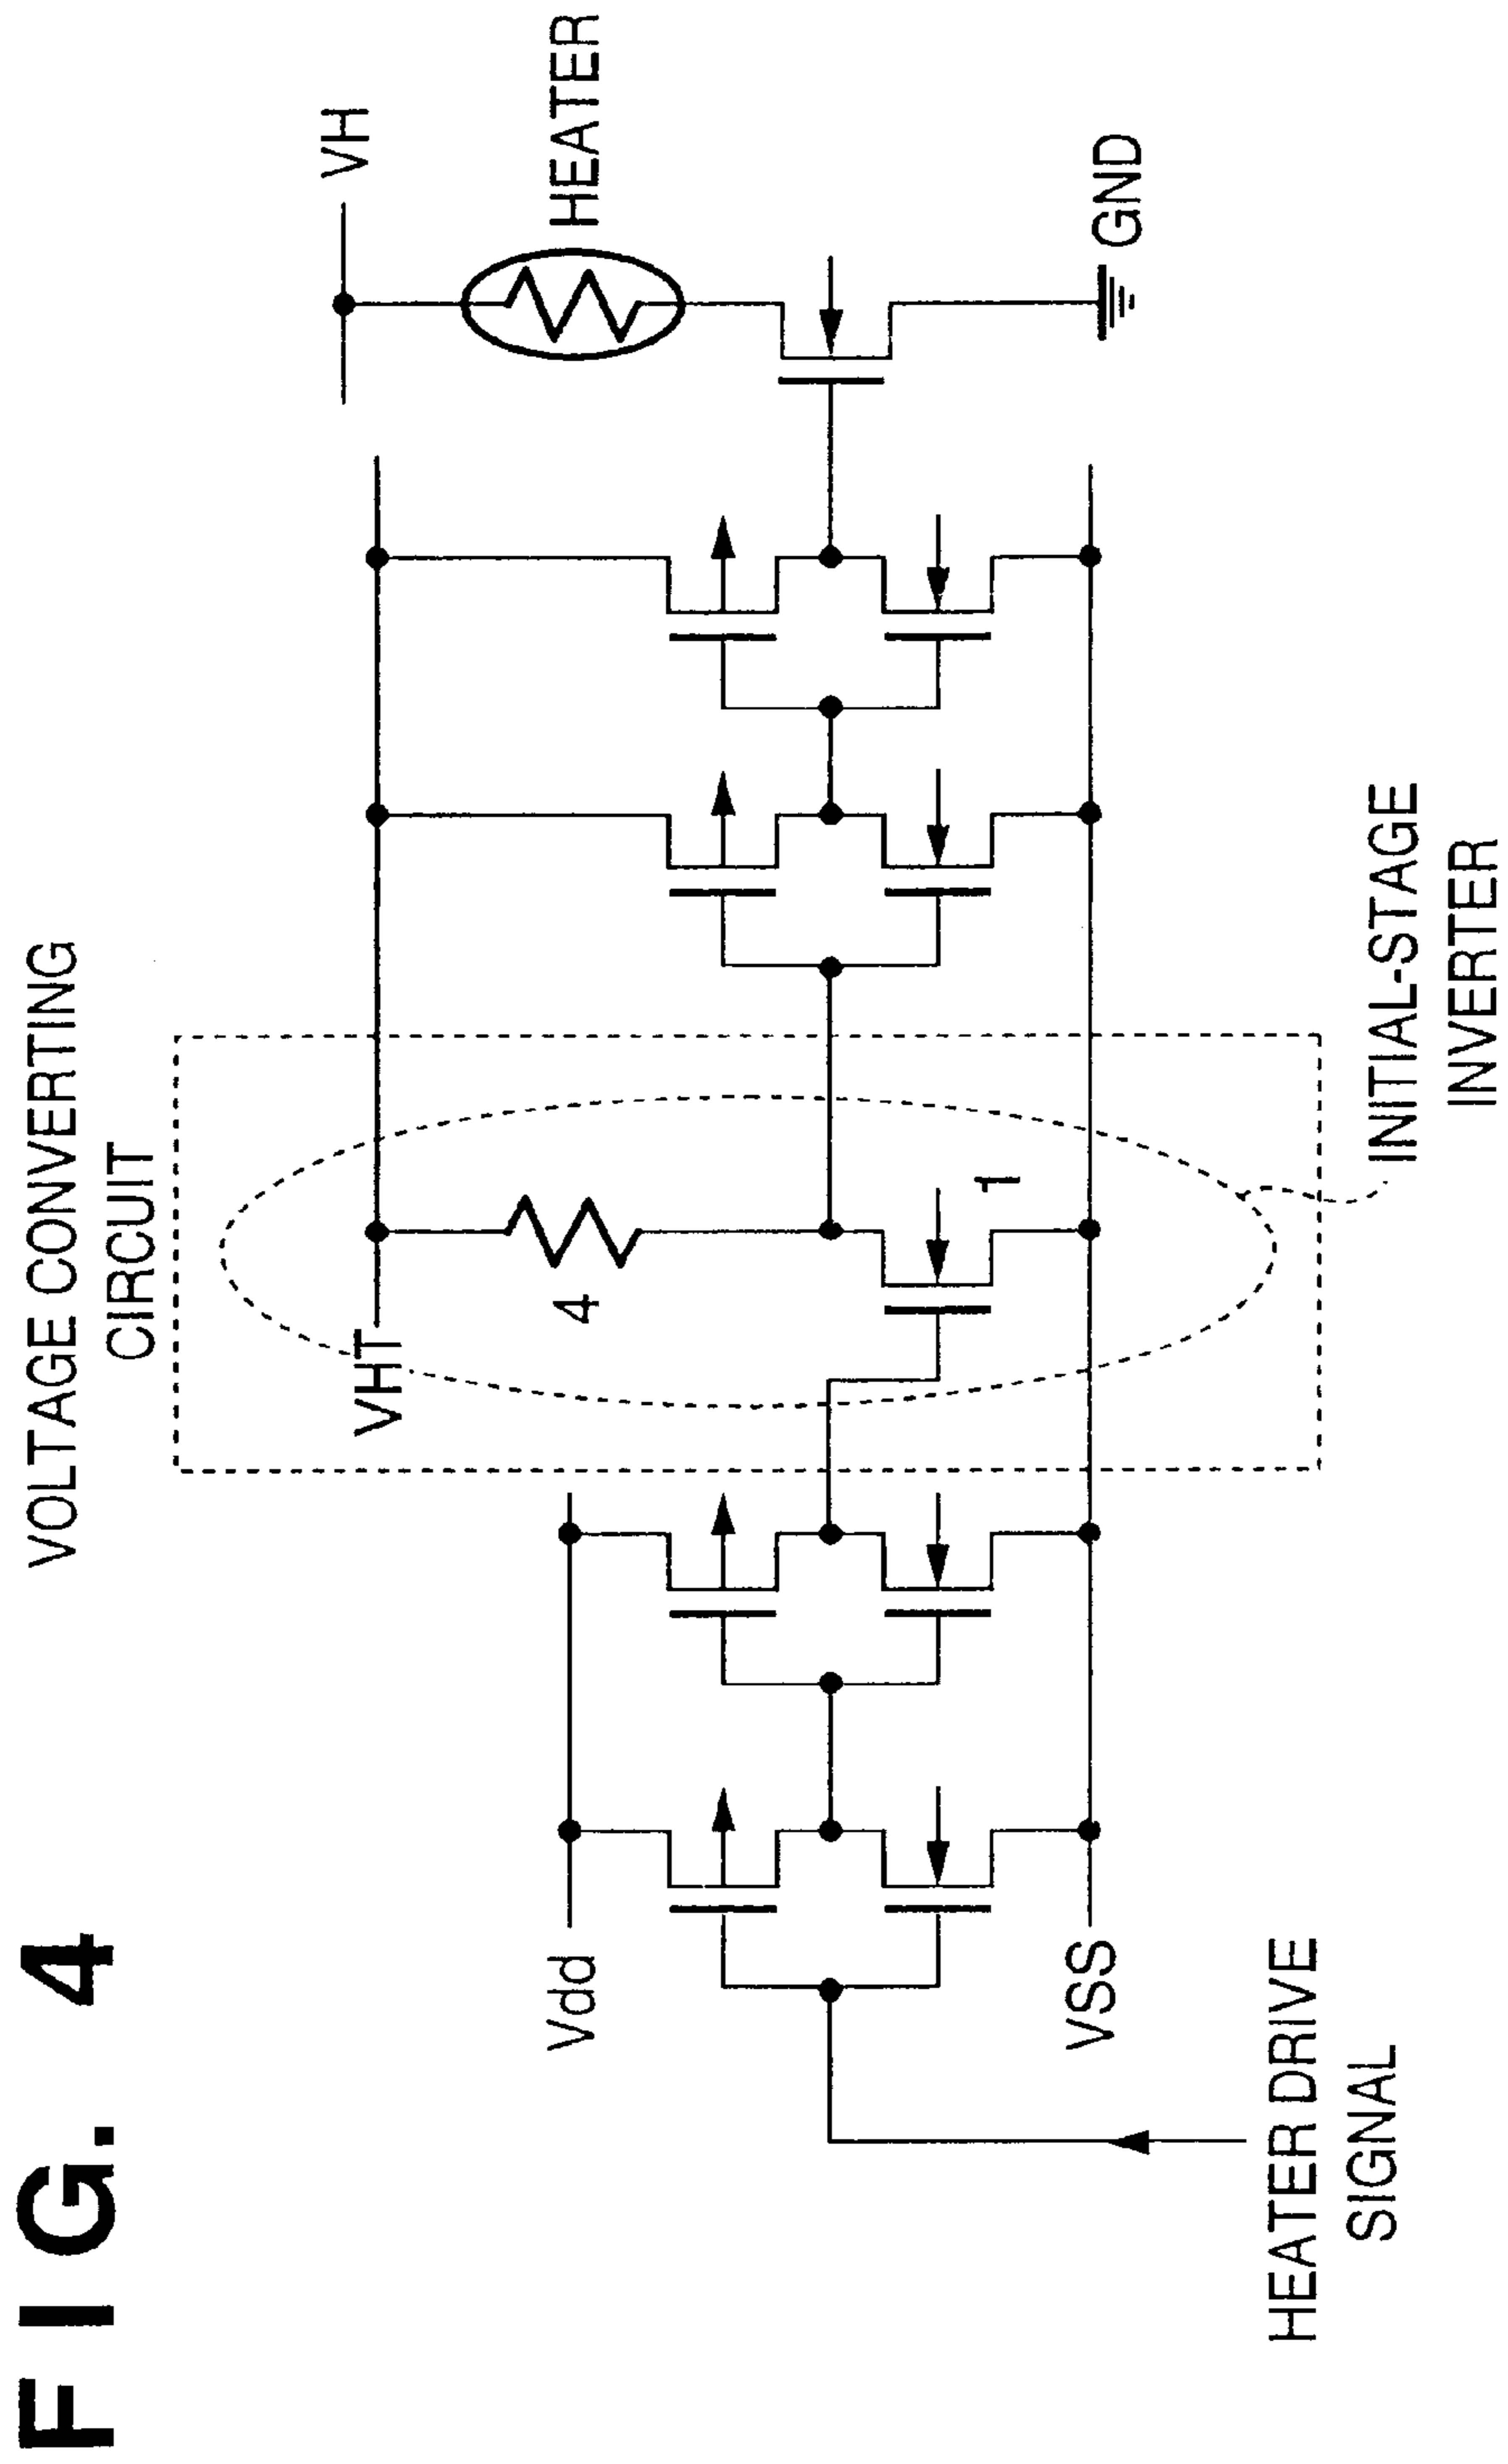 FIG. 4
VOLTAGE CONVERTING
CIRCUIT
VH
HEATER
VHT
4
Vdd
1
VSS
GND
HEATER DRIVE
SIGNAL
INITIAL-STAGE
INVERTER